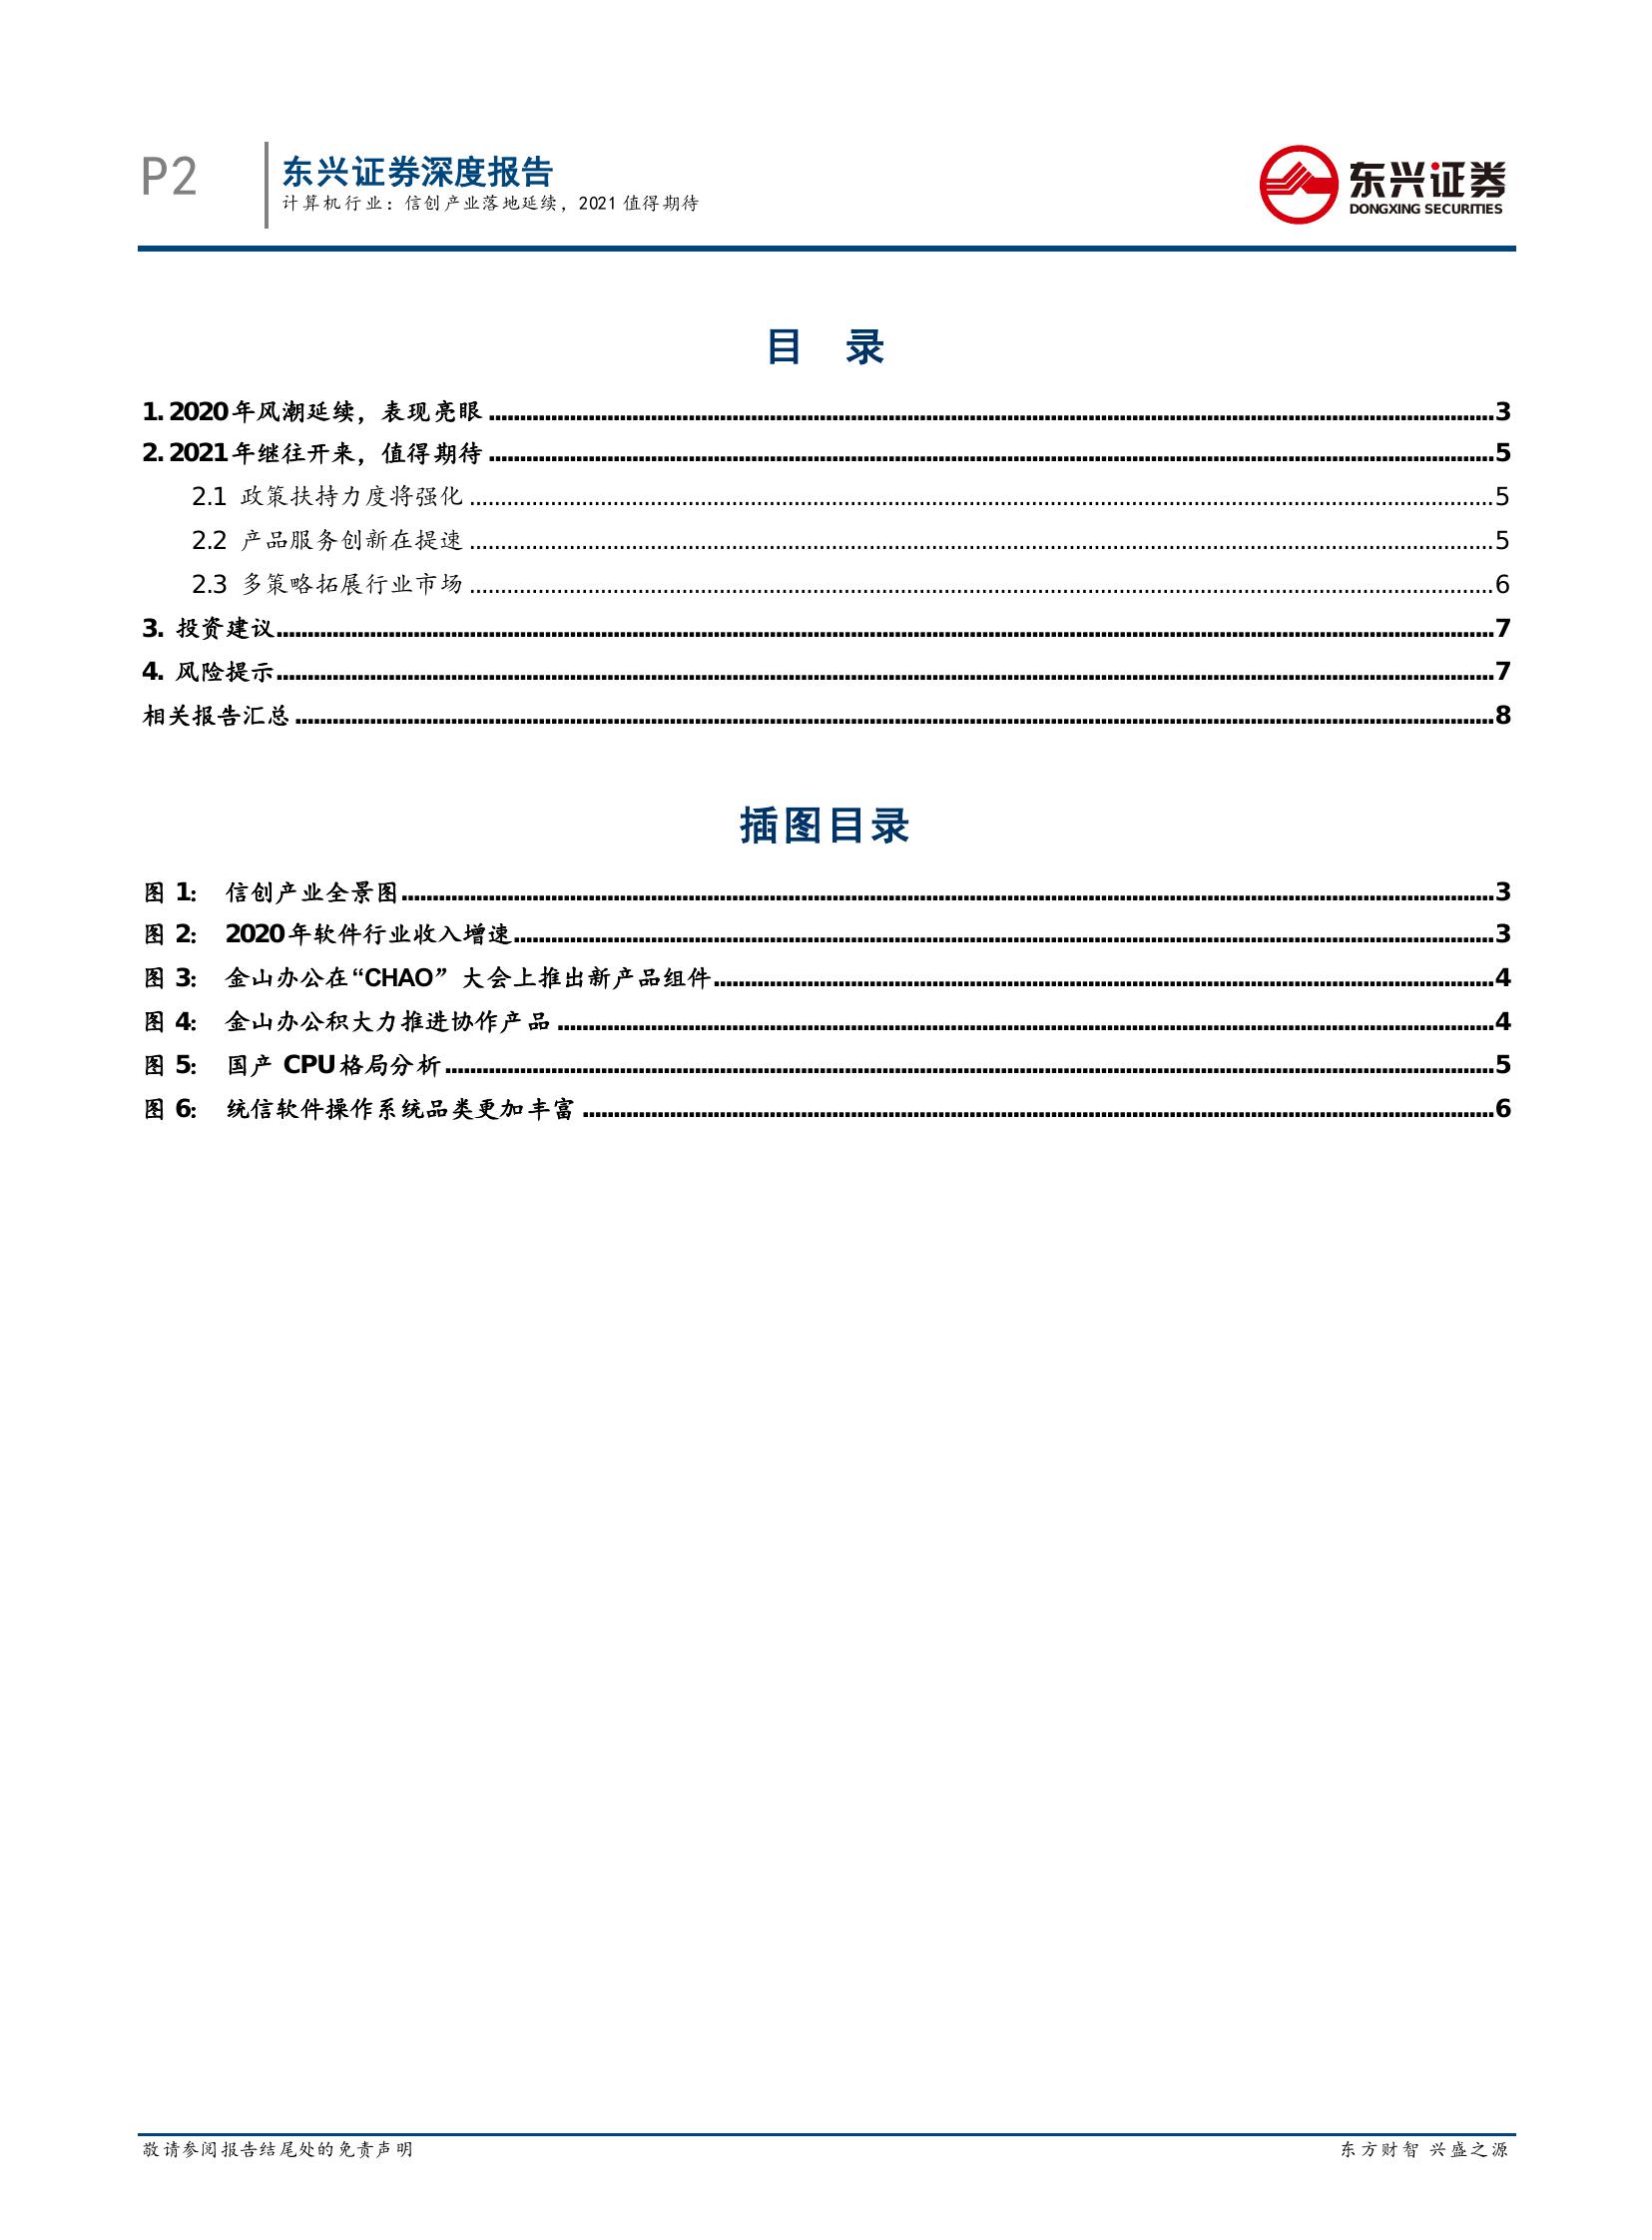 P2
东兴证券深度报告
计算机行业：信创产业落地延续，2021 值得期待
东兴证券
DONGXING SECURITIES
目 录
1. 2020 年风潮延续，表现亮眼 ........ 3
2. 2021 年继往开来，值得期待 ........ 5
2.1 政策扶持力度将强化 ........ 5
2.2 产品服务创新在提速 ........ 5
2.3 多策略拓展行业市场 ........ 6
3. 投资建议 ........ 7
4. 风险提示 ........ 7
相关报告汇总 ........ 8
插图目录
图 1： 信创产业全景图 ........ 3
图 2： 2020 年软件行业收入增速 ........ 3
图 3： 金山办公在“CHAO”大会上推出新产品组件 ........ 4
图 4： 金山办公积大力推进协作产品 ........ 4
图 5： 国产 CPU 格局分析 ........ 5
图 6： 统信软件操作系统品类更加丰富 ........ 6
敬请参阅报告结尾处的免责声明
东方财智 兴盛之源